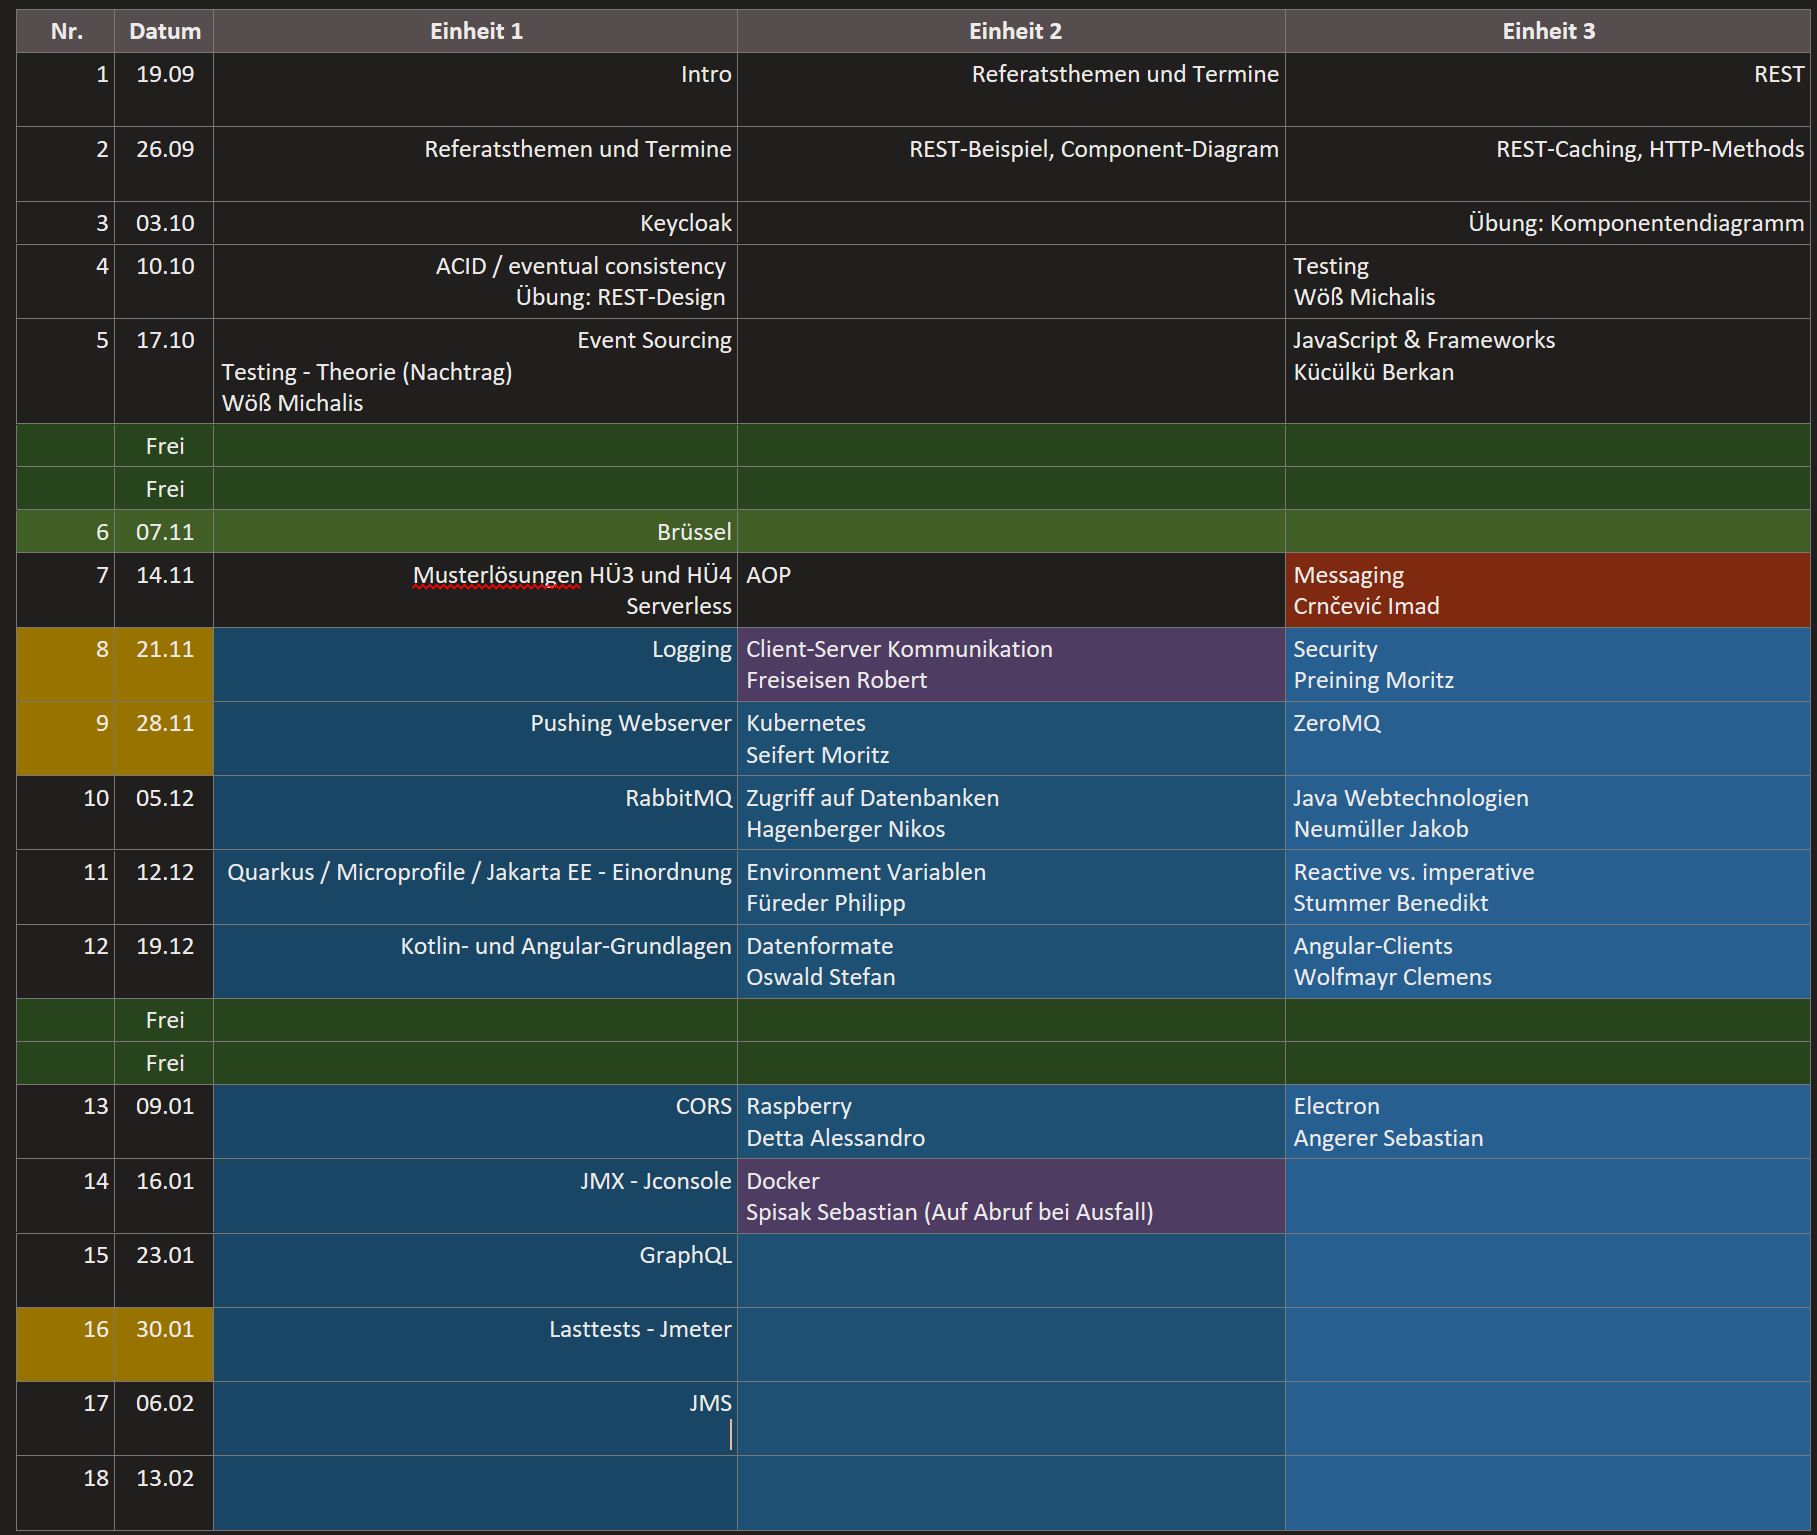 Nr. Datum Einheit 1 Einheit 2 Einheit 3
1 19.09 Intro Referatsthemen und Termine REST
2 26.09 Referatsthemen und Termine REST-Beispiel, Component-Diagram REST-Caching, HTTP-Methods
3 03.10 Keycloak Übung: Komponentendiagramm
4 10.10 ACID / eventual consistency Testing
Übung: REST-Design Wöß Michalis
5 17.10 Event Sourcing JavaScript & Frameworks
Testing - Theorie (Nachtrag) Kücülkü Berkan
Wöß Michalis
Frei
Frei
6 07.11 Brüssel
7 14.11 Musterlösungen HÜ3 und HÜ4 AOP Messaging
Serverless Crnčević Imad
8 21.11 Logging Client-Server Kommunikation Security
Freiseisen Robert Preining Moritz
9 28.11 Pushing Webserver Kubernetes ZeroMQ
Seifert Moritz
10 05.12 RabbitMQ Zugriff auf Datenbanken Java Webtechnologien
Hagenberger Nikos Neumüller Jakob
11 12.12 Quarkus / Microprofile / Jakarta EE - Einordnung Environment Variablen Reactive vs. imperative
Füreder Philipp Stummer Benedikt
12 19.12 Kotlin- und Angular-Grundlagen Datenformate Angular-Clients
Oswald Stefan Wolfmayr Clemens
Frei
Frei
13 09.01 CORS Raspberry Electron
Detta Alessandro Angerer Sebastian
14 16.01 JMX - Jconsole Docker
Spisak Sebastian (Auf Abruf bei Ausfall)
15 23.01 GraphQL
16 30.01 Lasttests - Jmeter
17 06.02 JMS
18 13.02